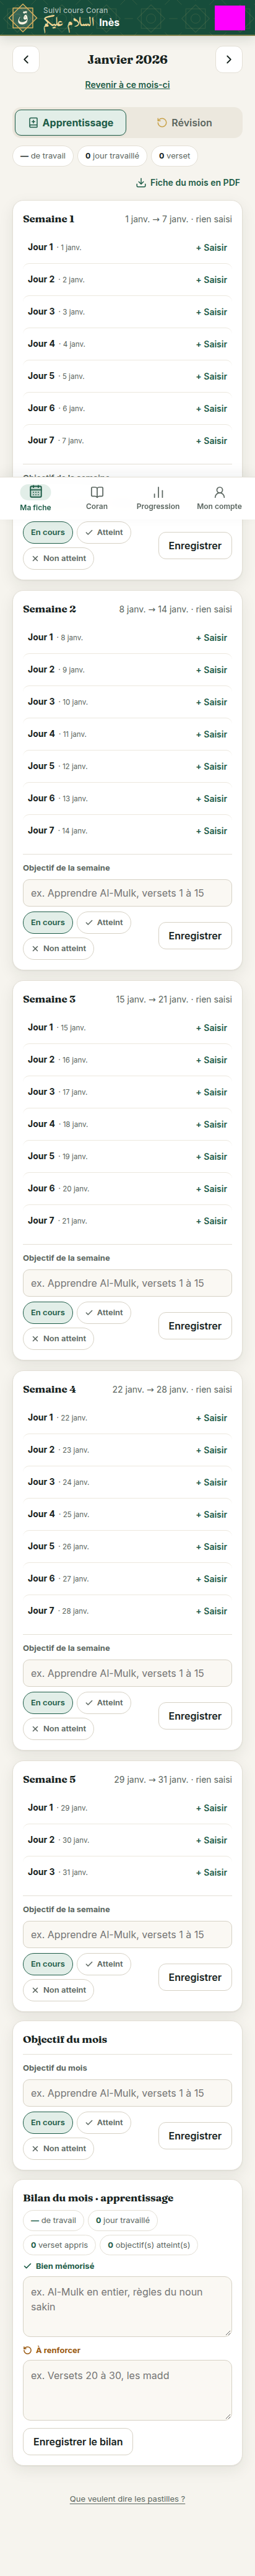 Suivi cours Coran
السلام عليكم Inès
Janvier 2026
Revenir à ce mois-ci
Apprentissage
Révision
— de travail
0 jour travaillé
0 verset
Fiche du mois en PDF
Semaine 1
1 janv. → 7 janv. · rien saisi
Jour 1 · 1 janv. + Saisir
Jour 2 · 2 janv. + Saisir
Jour 3 · 3 janv. + Saisir
Jour 4 · 4 janv. + Saisir
Jour 5 · 5 janv. + Saisir
Jour 6 · 6 janv. + Saisir
Jour 7 · 7 janv. + Saisir
Ma fiche
Coran
Progression
Mon compte
En cours
Atteint
Non atteint
Enregistrer
Semaine 2
8 janv. → 14 janv. · rien saisi
Jour 1 · 8 janv. + Saisir
Jour 2 · 9 janv. + Saisir
Jour 3 · 10 janv. + Saisir
Jour 4 · 11 janv. + Saisir
Jour 5 · 12 janv. + Saisir
Jour 6 · 13 janv. + Saisir
Jour 7 · 14 janv. + Saisir
Objectif de la semaine
ex. Apprendre Al-Mulk, versets 1 à 15
En cours
Atteint
Non atteint
Enregistrer
Semaine 3
15 janv. → 21 janv. · rien saisi
Jour 1 · 15 janv. + Saisir
Jour 2 · 16 janv. + Saisir
Jour 3 · 17 janv. + Saisir
Jour 4 · 18 janv. + Saisir
Jour 5 · 19 janv. + Saisir
Jour 6 · 20 janv. + Saisir
Jour 7 · 21 janv. + Saisir
Objectif de la semaine
ex. Apprendre Al-Mulk, versets 1 à 15
En cours
Atteint
Non atteint
Enregistrer
Semaine 4
22 janv. → 28 janv. · rien saisi
Jour 1 · 22 janv. + Saisir
Jour 2 · 23 janv. + Saisir
Jour 3 · 24 janv. + Saisir
Jour 4 · 25 janv. + Saisir
Jour 5 · 26 janv. + Saisir
Jour 6 · 27 janv. + Saisir
Jour 7 · 28 janv. + Saisir
Objectif de la semaine
ex. Apprendre Al-Mulk, versets 1 à 15
En cours
Atteint
Non atteint
Enregistrer
Semaine 5
29 janv. → 31 janv. · rien saisi
Jour 1 · 29 janv. + Saisir
Jour 2 · 30 janv. + Saisir
Jour 3 · 31 janv. + Saisir
Objectif de la semaine
ex. Apprendre Al-Mulk, versets 1 à 15
En cours
Atteint
Non atteint
Enregistrer
Objectif du mois
Objectif du mois
ex. Apprendre Al-Mulk, versets 1 à 15
En cours
Atteint
Non atteint
Enregistrer
Bilan du mois · apprentissage
— de travail
0 jour travaillé
0 verset appris
0 objectif(s) atteint(s)
Bien mémorisé
ex. Al-Mulk en entier, règles du noun
sakin
À renforcer
ex. Versets 20 à 30, les madd
Enregistrer le bilan
Que veulent dire les pastilles ?